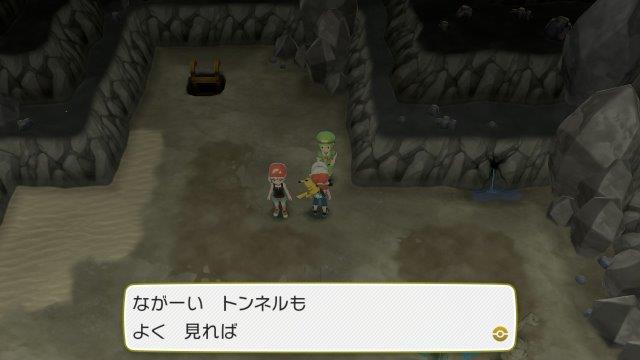 ながーい　トンネルも
よく　見れば